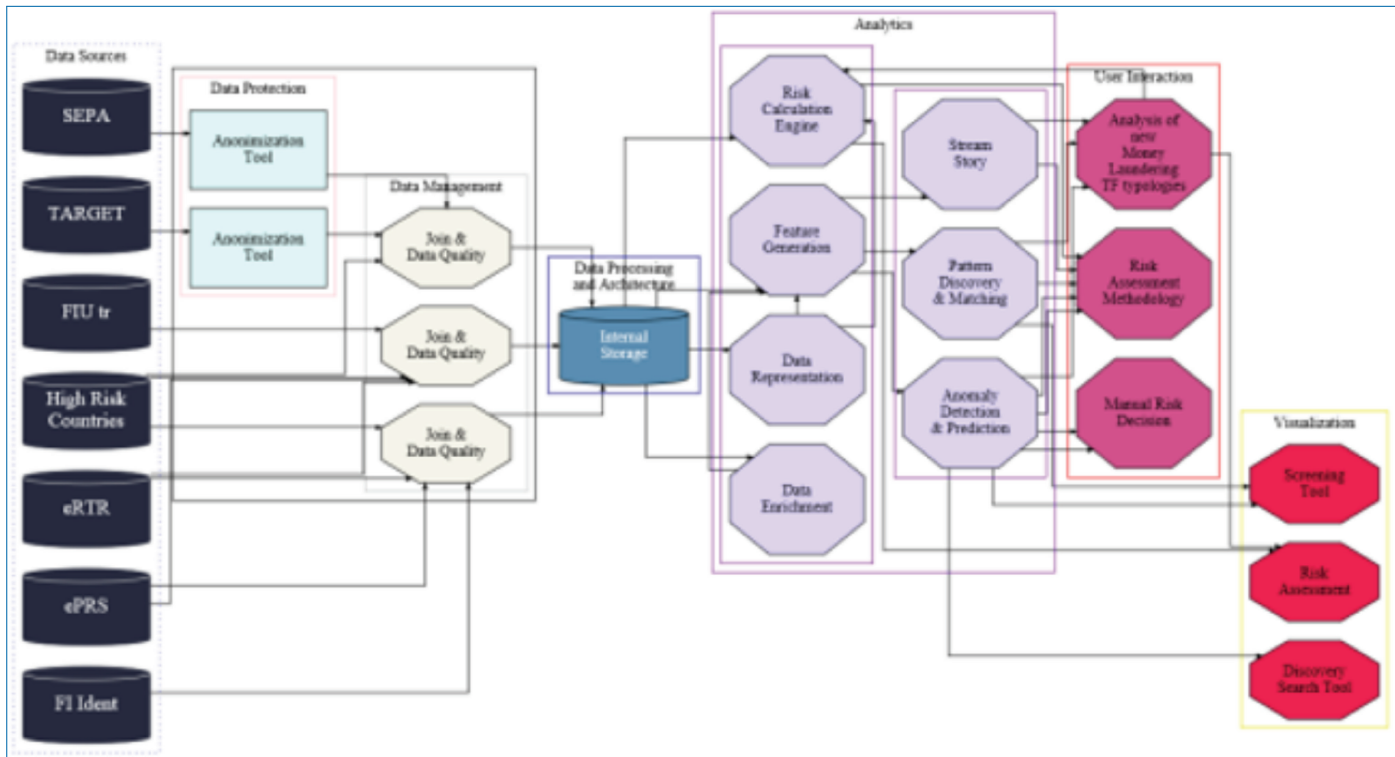 Data Sources
SEPA
TARGET
FIU tr
High Risk
Countries
eRTR
ePRS
FI Ident
Data Protection
Anonimization
Tool
Anonimization
Tool
Data Management
Join &
Data Quality
Join &
Data Quality
Join &
Data Quality
Data Processing
and Architecture
Internal
Storage
Analytics
Risk
Calculation
Engine
Feature
Generation
Data
Representation
Data
Enrichment
Stream
Story
Pattern
Discovery
& Matching
Anomaly
Detection
& Prediction
User Interaction
Analysis of
new
Money
Laundering
TF typologies
Risk
Assessment
Methodology
Manual Risk
Decision
Visualization
Screening
Tool
Risk
Assessment
Discovery
Search Tool